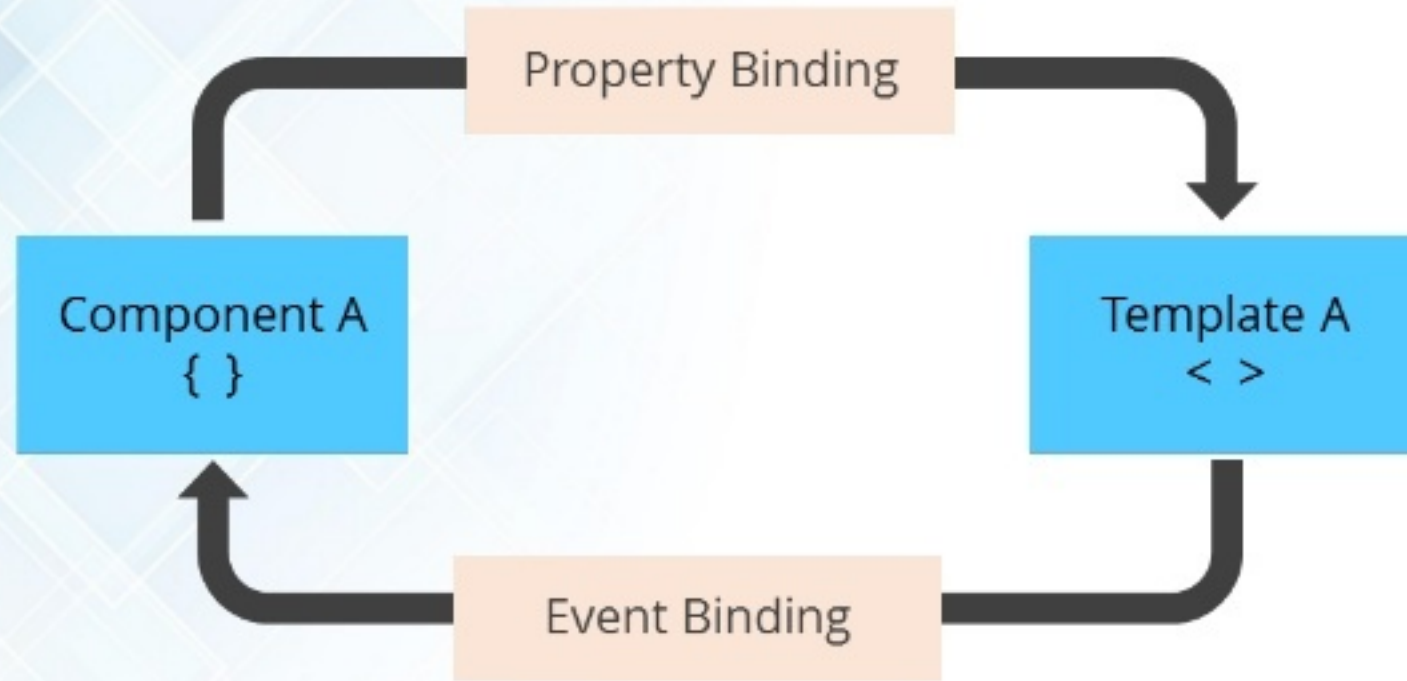 Property Binding
Component A
{ }
Template A
< >
Event Binding